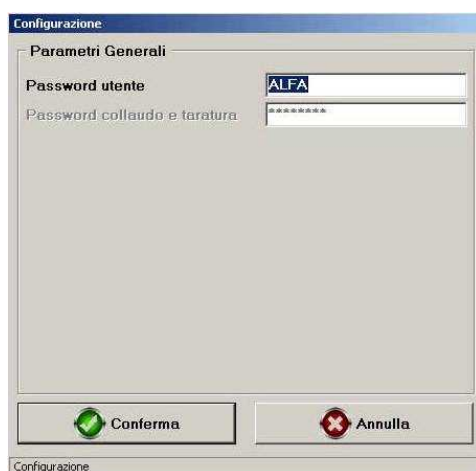 Configurazione
Parametri Generali
Password utente ALFA
Password collaudo e taratura ********
Conferma Annulla
Configurazione